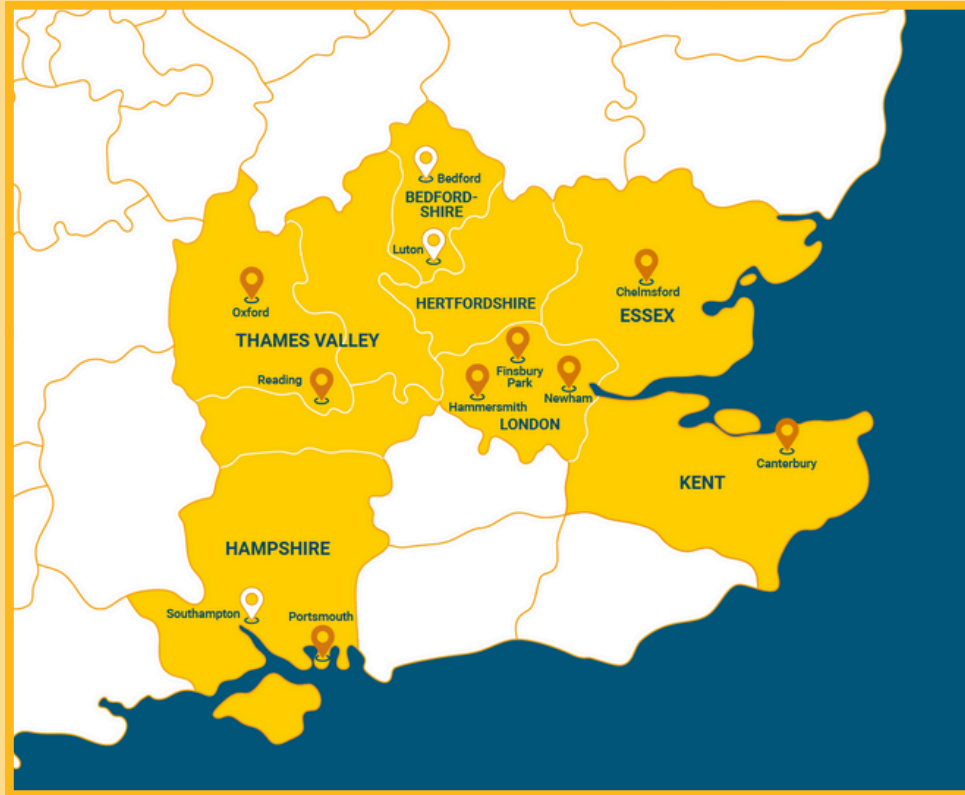 Bedford
BEDFORD-
SHIRE
Luton
Oxford
Chelmsford
HERTFORDSHIRE
ESSEX
THAMES VALLEY
Finsbury
Park
Reading
Newham
Hammersmith
LONDON
Canterbury
KENT
HAMPSHIRE
Southampton
Portsmouth